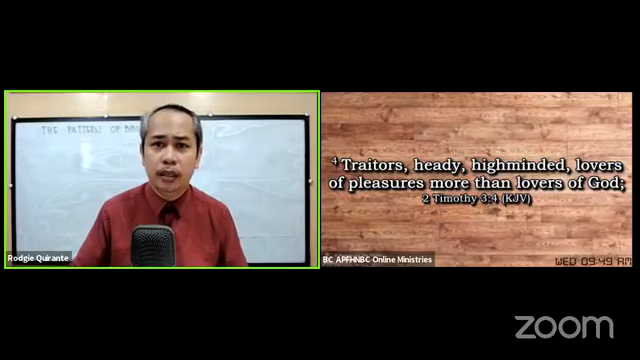 THE PATTERN OF BIB
Rodgie Quirante
4 Traitors, heady, highminded, lovers
of pleasures more than lovers of God;
2 Timothy 3:4 (KJV)
BC APFHNBC Online Ministries
WED 09:49 AM
zoom